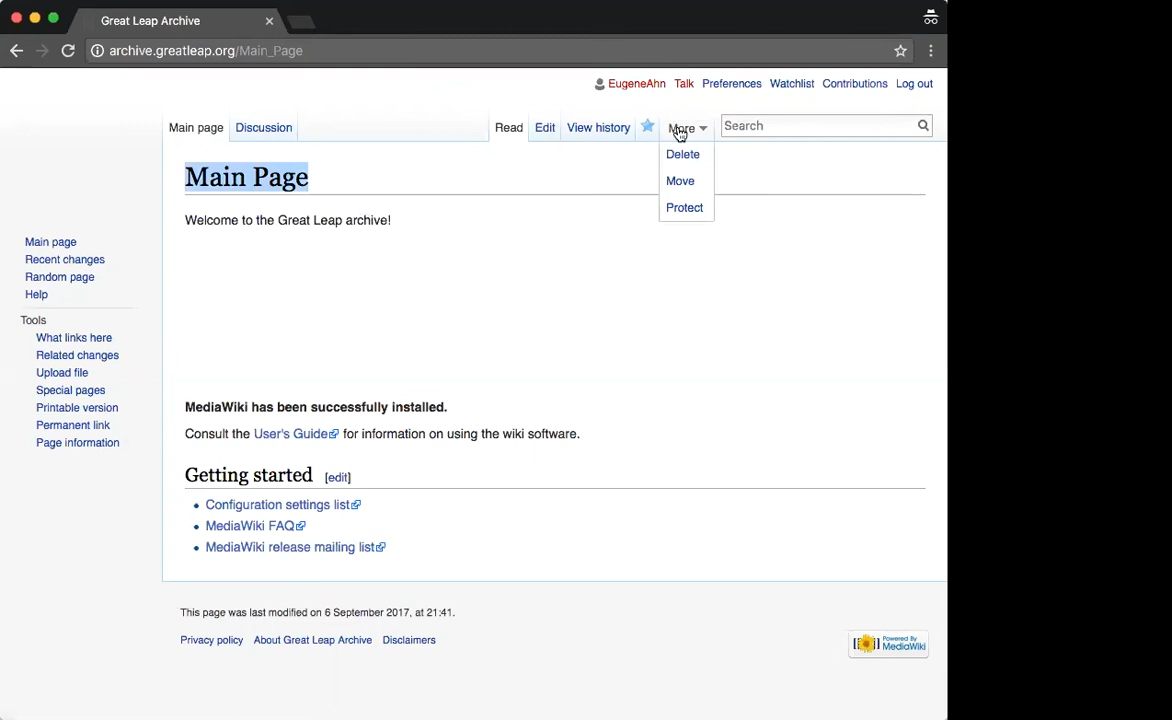 Great Leap Archive
archive.greatleap.org/Main_Page
EugeneAhn Talk Preferences Watchlist Contributions Log out
Main page Discussion Read Edit View history More Search
Delete
Move
Protect
Main Page
Welcome to the Great Leap archive!
Main page
Recent changes
Random page
Help
Tools
What links here
Related changes
Upload file
Special pages
Printable version
Permanent link
Page information
MediaWiki has been successfully installed.
Consult the User's Guide for information on using the wiki software.
Getting started [edit]
Configuration settings list
MediaWiki FAQ
MediaWiki release mailing list
This page was last modified on 6 September 2017, at 21:41.
Privacy policy About Great Leap Archive Disclaimers
Powered By
MediaWiki